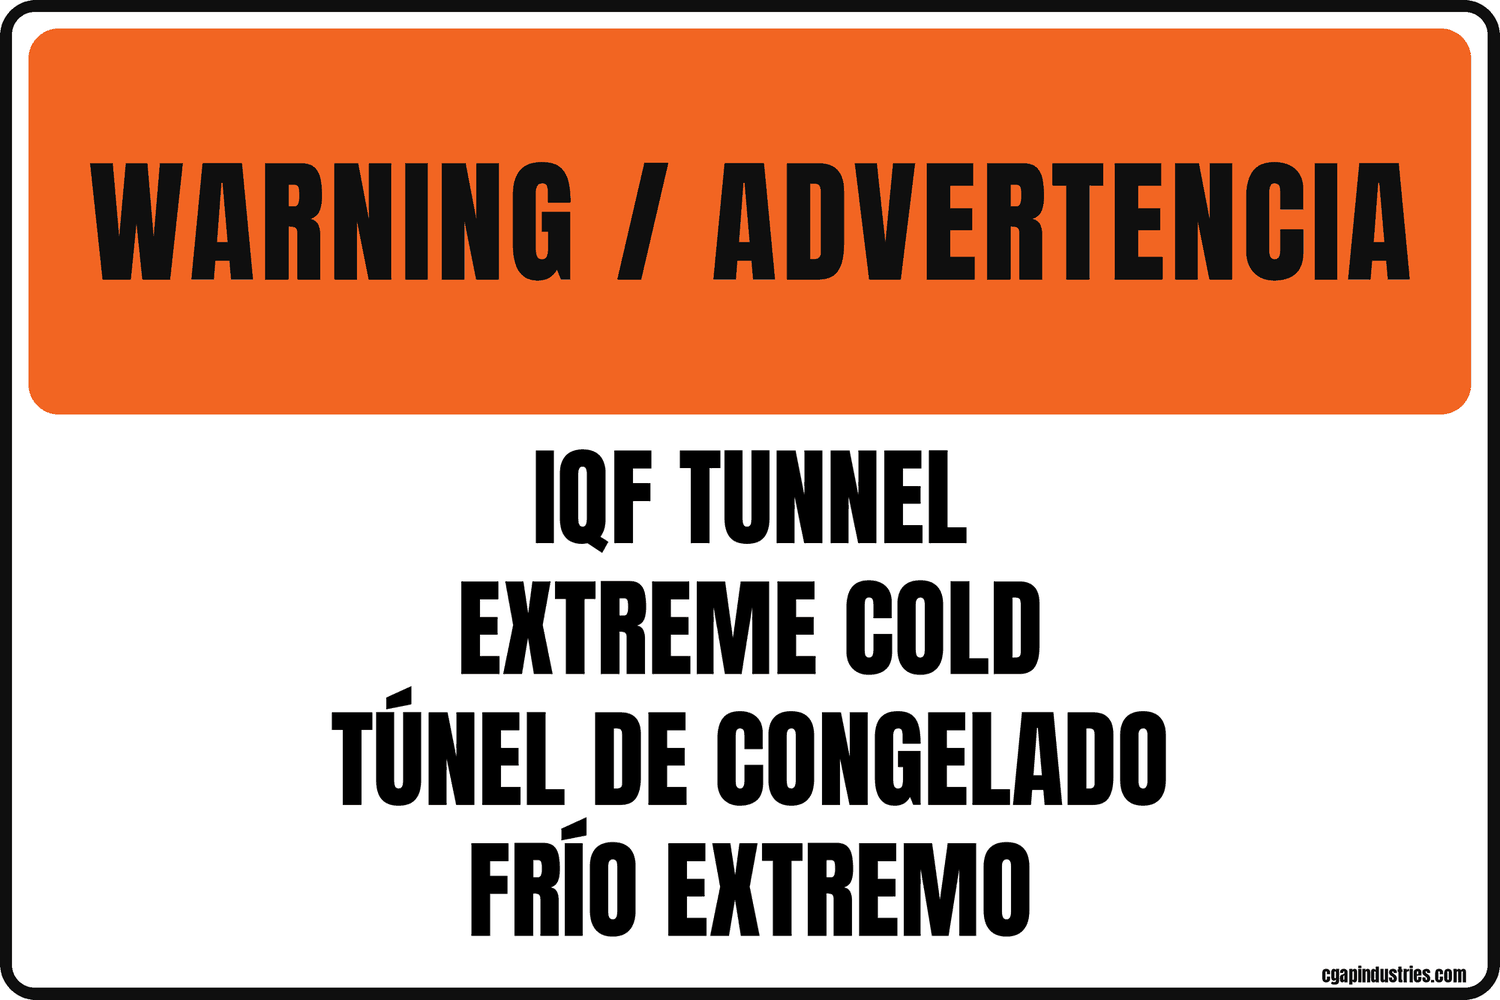 WARNING / ADVERTENCIA
IQF TUNNEL
EXTREME COLD
TÚNEL DE CONGELADO
FRÍO EXTREMO
cgapindustries.com